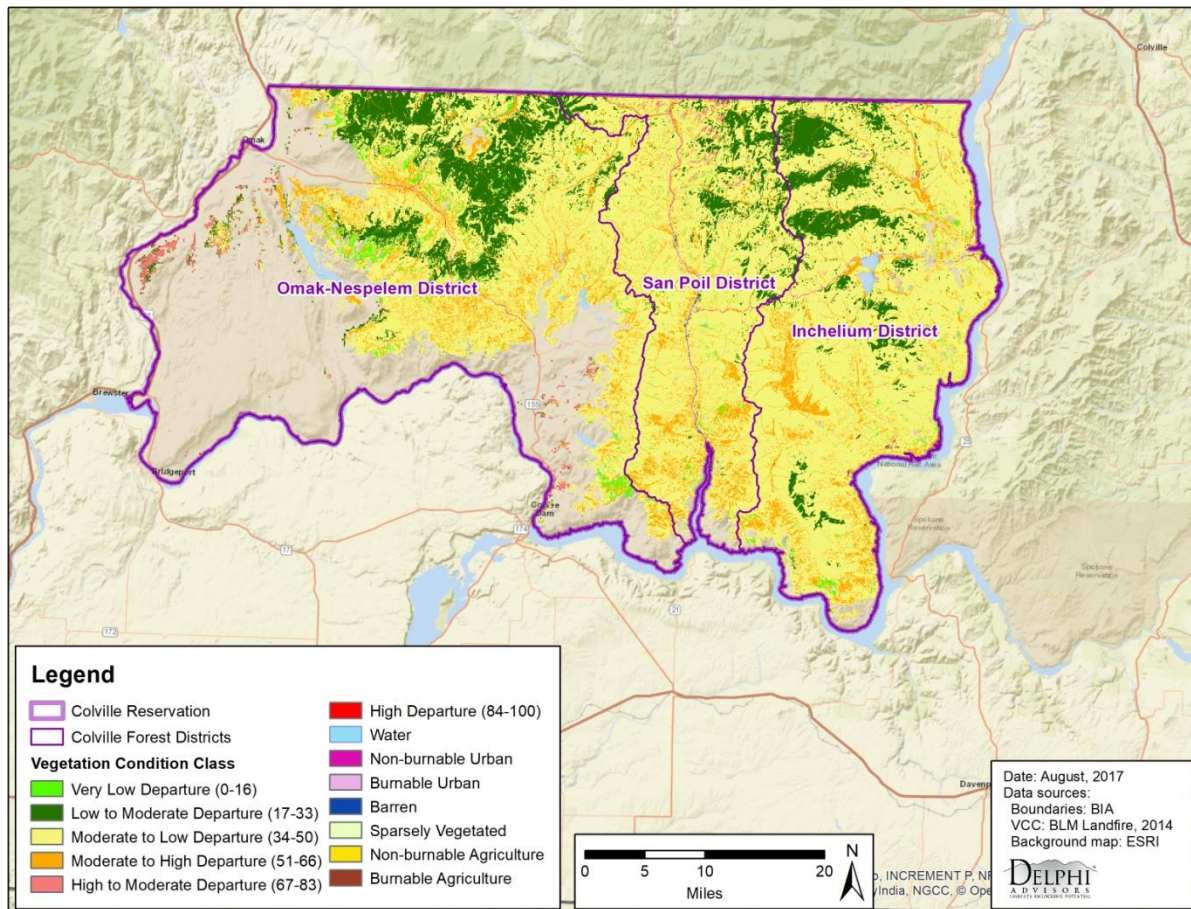 Colville
Omak
Omak-Nespelem District
San Poil District
Inchelium District
Brewster
Bridgeport
155
25
174
17
21
172
National Rec Area
Spokane
Reservation
Spokane
Reservation
Dam
Legend
Colville Reservation
Colville Forest Districts
Vegetation Condition Class
Very Low Departure (0-16)
Low to Moderate Departure (17-33)
Moderate to Low Departure (34-50)
Moderate to High Departure (51-66)
High to Moderate Departure (67-83)
High Departure (84-100)
Water
Non-burnable Urban
Burnable Urban
Barren
Sparsely Vegetated
Non-burnable Agriculture
Burnable Agriculture
0 5 10 20
Miles
N
Davenp
Date: August, 2017
Data sources:
Boundaries: BIA
VCC: BLM Landfire, 2014
Background map: ESRI
DELPHI
ADVISORS
, INCREMENT P, NR
yIndia, NGCC, © Ope